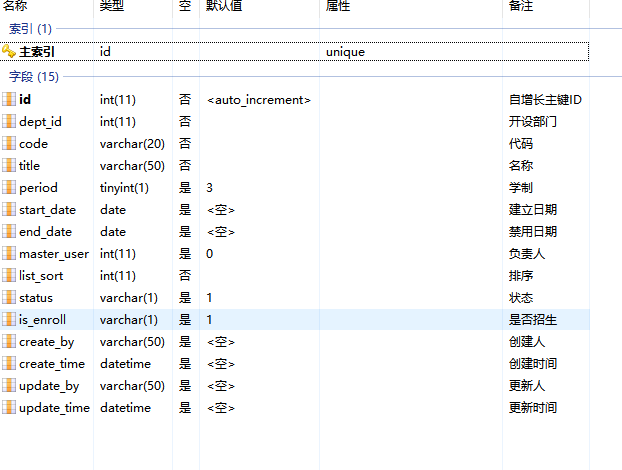 名称 类型 空 默认值 属性 备注
索引 (1)
主索引 id unique
字段 (15)
id int(11) 否 <auto_increment> 自增长主键ID
dept_id int(11) 否 开设部门
code varchar(20) 否 代码
title varchar(50) 否 名称
period tinyint(1) 是 3 学制
start_date date 是 <空> 建立日期
end_date date 是 <空> 禁用日期
master_user int(11) 是 0 负责人
list_sort int(11) 否 排序
status varchar(1) 是 1 状态
is_enroll varchar(1) 是 1 是否招生
create_by varchar(50) 是 <空> 创建人
create_time datetime 是 <空> 创建时间
update_by varchar(50) 是 <空> 更新人
update_time datetime 是 <空> 更新时间